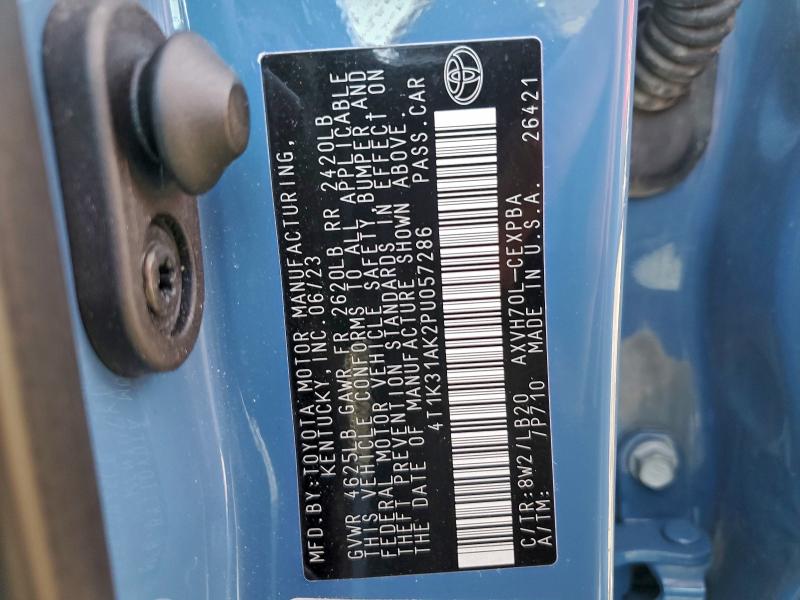 MFD.BY:TOYOTA MOTOR MANUFACTURING,
KENTUCKY, INC 06/23
GVWR 4625LB GAWR FR 2620LB RR 2420LB
THIS VEHICLE CONFORMS TO ALL APPLICABLE
FEDERAL MOTOR VEHICLE SAFETY, BUMPER, AND
THEFT PREVENTION STANDARDS IN EFFECT ON
THE DATE OF MANUFACTURE SHOWN ABOVE.
4T1K31AK2PU057286 PASS. CAR
C/TR:8W2/LB20 AXVH70L-CEXPBA 26421
A/TM: /P710 MADE IN U.S.A.